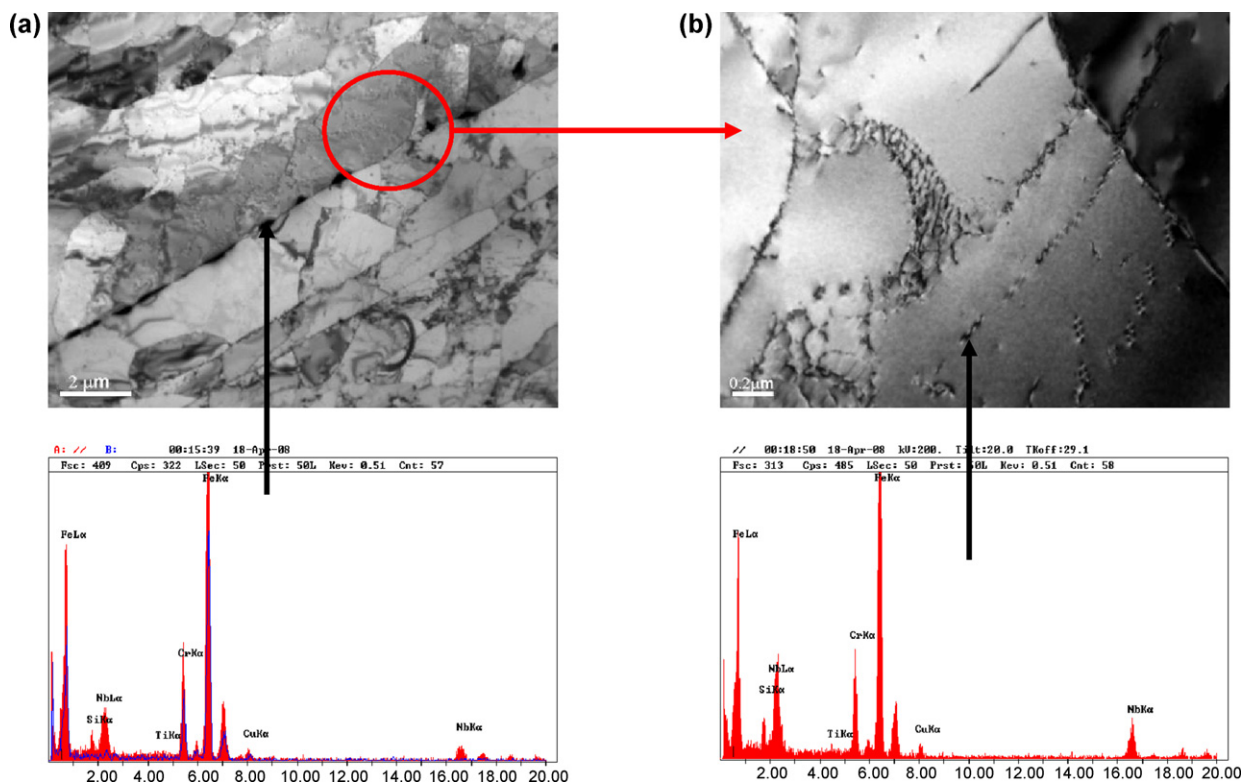 (a)
(b)
2 μm
0.2μm
A: // B: 00:15:39 18-Apr-08
Fsc: 409 Cps: 322 LSec: 50 Prst: 50L Kev: 0.51 Cnt: 57
FeKα
FeLα
CrKα
NbLα
SiKα
TiKα
CuKα
NbKα
2.00 4.00 6.00 8.00 10.00 12.00 14.00 16.00 18.00 20.00
// 00:18:50 18-Apr-08 kV:200. Tilt:20.0 TKoff:29.1
Fsc: 313 Cps: 485 LSec: 50 Prst: 50L Kev: 0.51 Cnt: 58
FeKα
FeLα
CrKα
NbLα
SiKα
TiKα
CuKα
NbKα
2.00 4.00 6.00 8.00 10.00 12.00 14.00 16.00 18.00 20.00